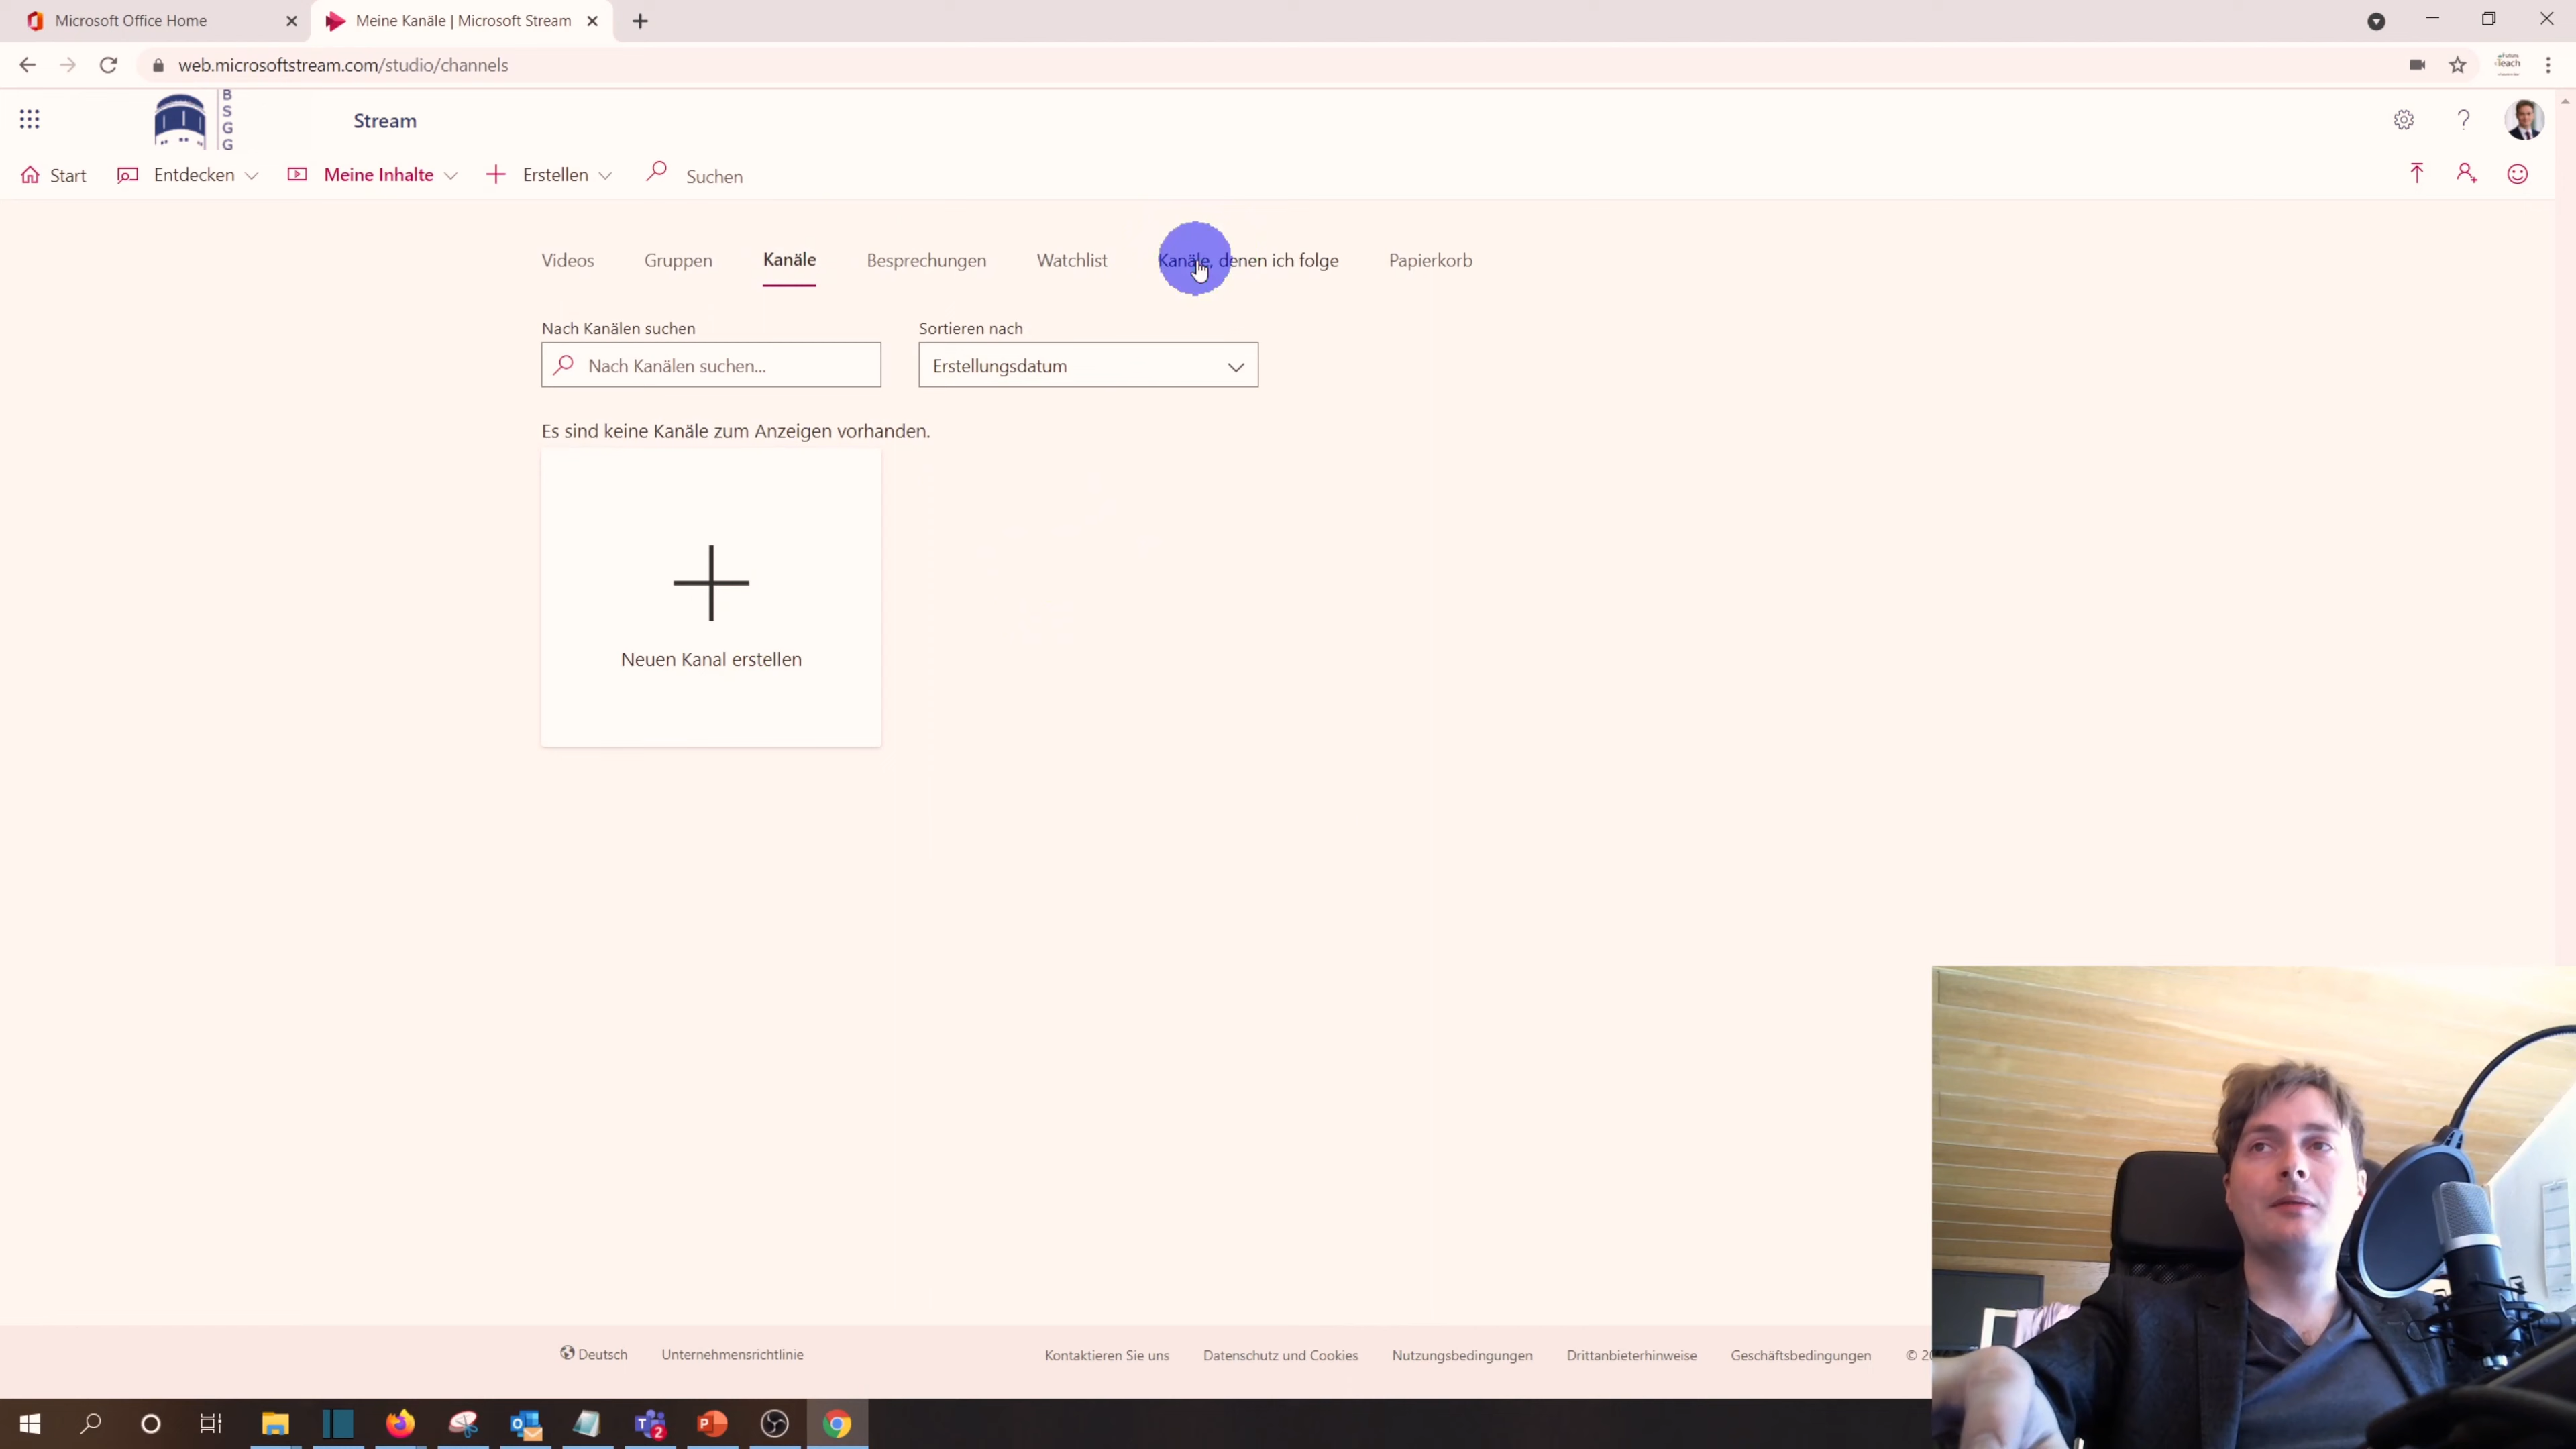 Microsoft Office Home
Meine Kanäle | Microsoft Stream
web.microsoftstream.com/studio/channels
B
S
G
G
Stream
Start
Entdecken
Meine Inhalte
Erstellen
Suchen
Videos
Gruppen
Kanäle
Besprechungen
Watchlist
Kanäle, denen ich folge
Papierkorb
Nach Kanälen suchen
Sortieren nach
Nach Kanälen suchen...
Erstellungsdatum
Es sind keine Kanäle zum Anzeigen vorhanden.
Neuen Kanal erstellen
Deutsch
Unternehmensrichtlinie
Kontaktieren Sie uns
Datenschutz und Cookies
Nutzungsbedingungen
Drittanbieterhinweise
Geschäftsbedingungen
© 20